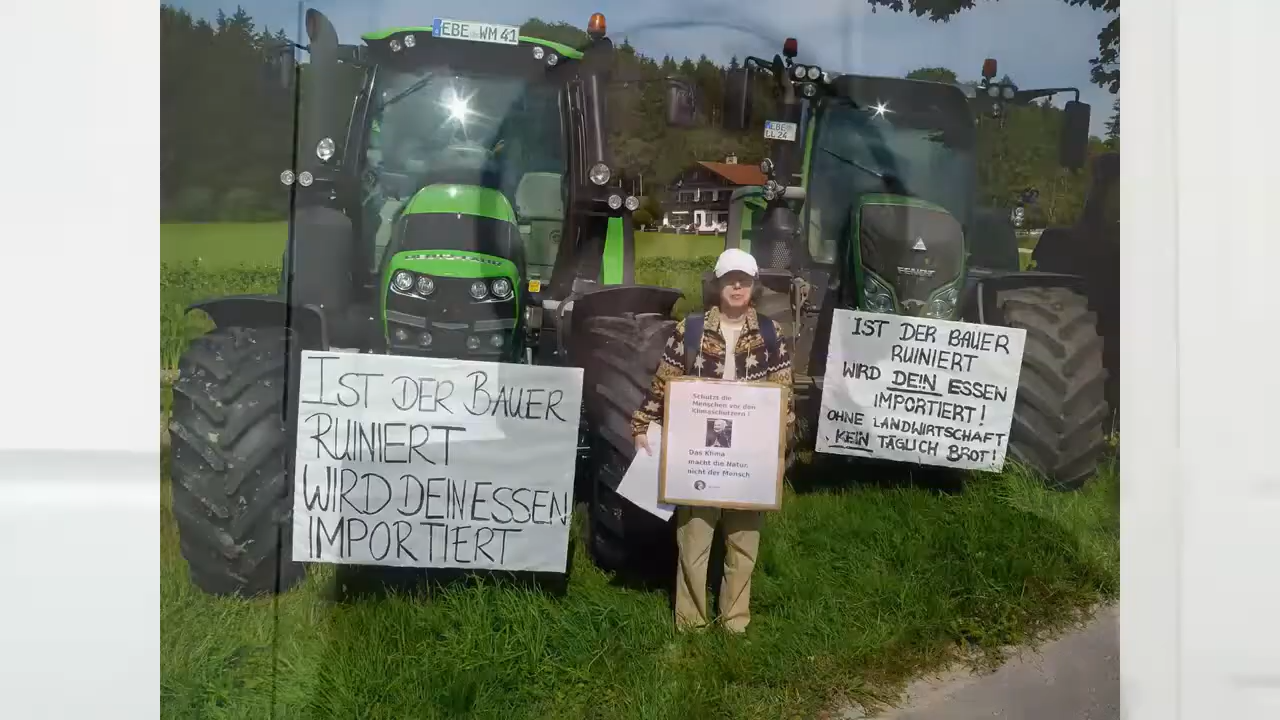 EBE WM 41
EBE
LL 24
FENDT
IST DER BAUER
RUINIERT
WIRD DEIN ESSEN
IMPORTIERT
Schützt die
Menschen vor den
Klimaschützern !
Das Klima
macht die Natur,
nicht der Mensch
IST DER BAUER
RUINIERT
WIRD DEIN ESSEN
IMPORTIERT!
OHNE LANDWIRTSCHAFT
KEIN TÄGLICH BROT!